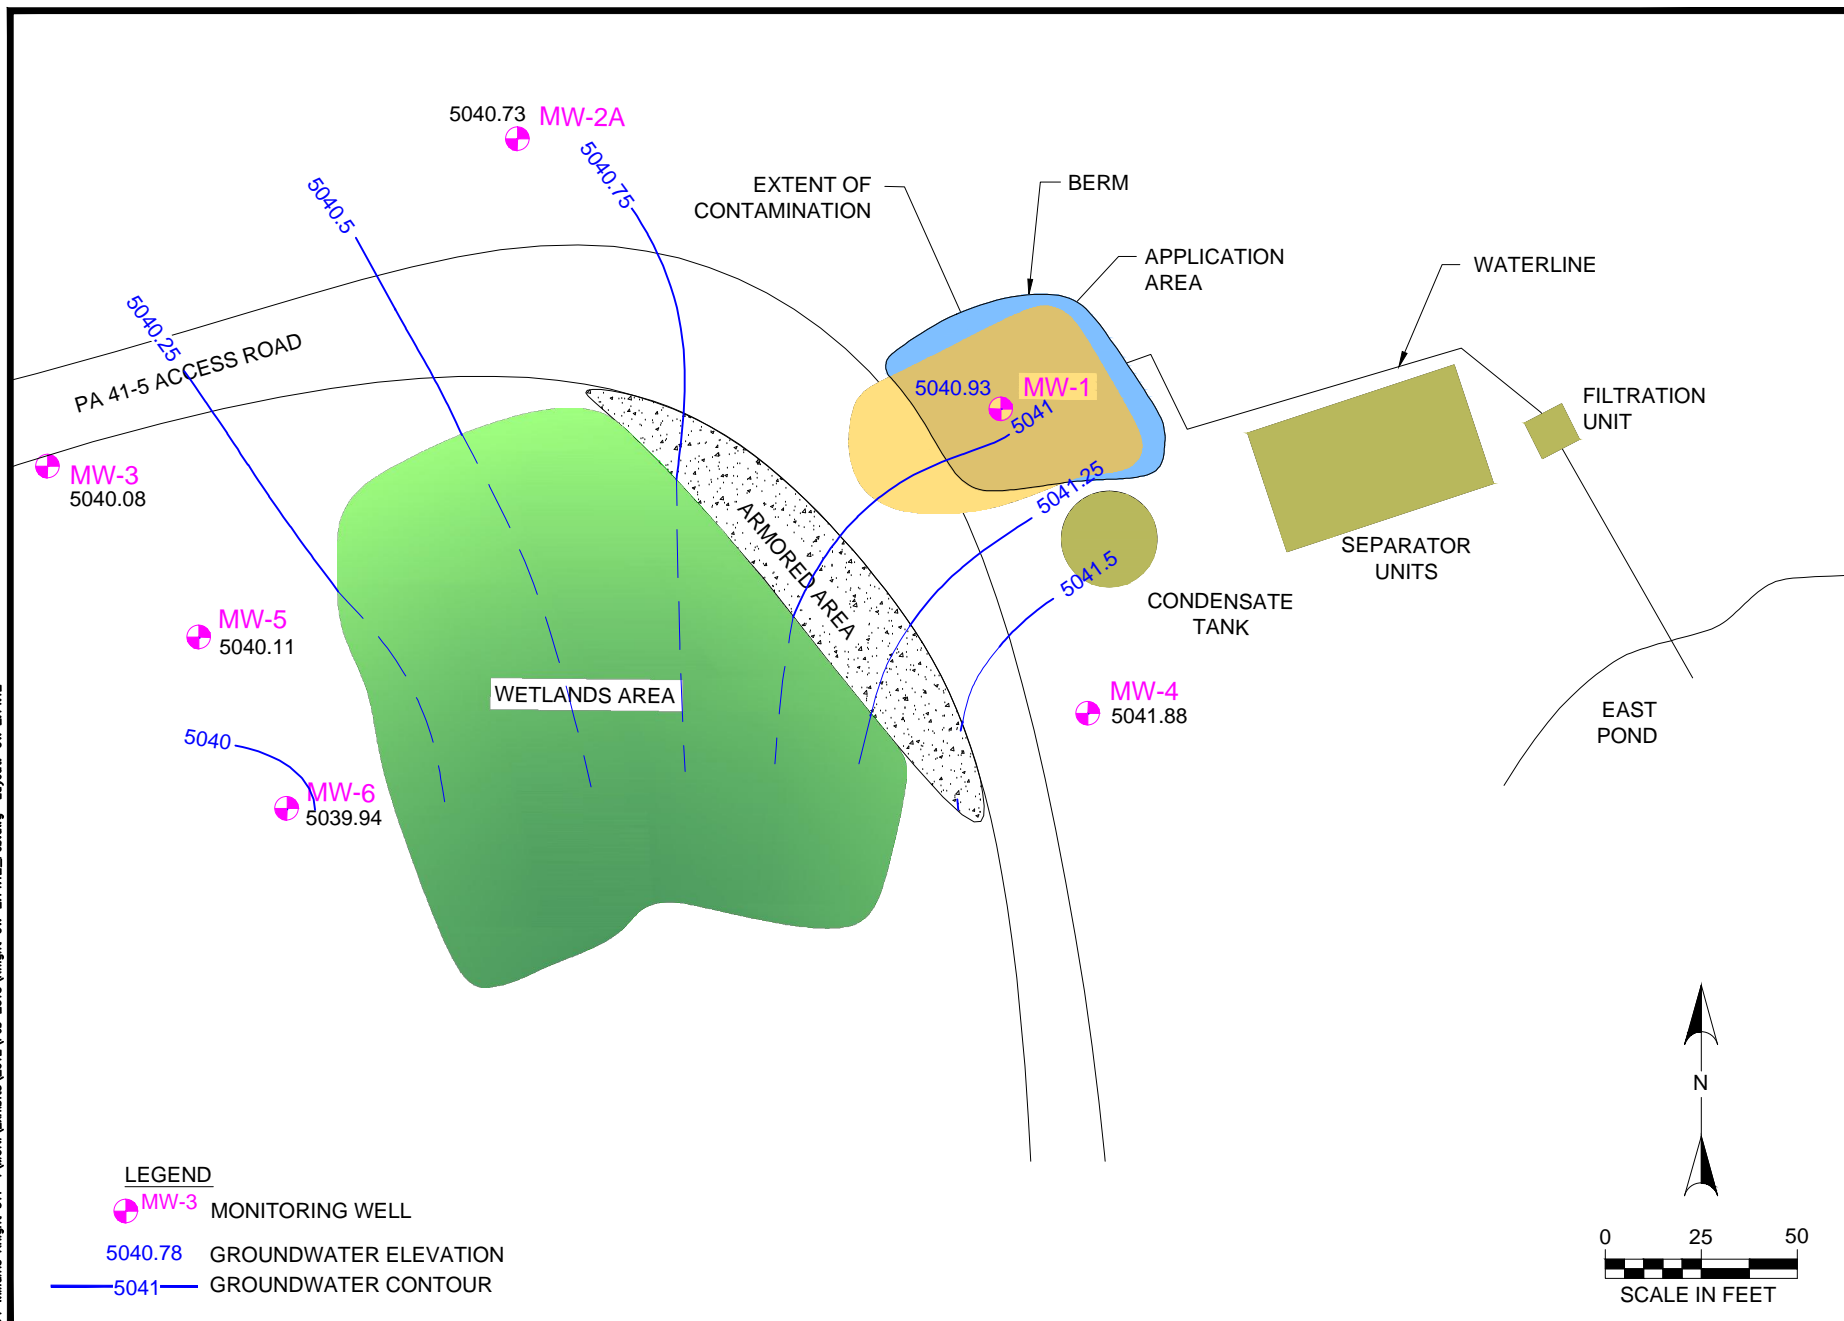 5040.73 MW-2A
5040.75
5040.5
5040.25
EXTENT OF
CONTAMINATION
BERM
APPLICATION
AREA
WATERLINE
PA 41-5 ACCESS ROAD
5040.93 MW-1
5041
FILTRATION
UNIT
MW-3
5040.08
5041.25
ARMORED AREA
SEPARATOR
UNITS
5041.5
CONDENSATE
TANK
MW-5
5040.11
WETLANDS AREA
MW-4
5041.88
EAST
POND
5040
MW-6
5039.94
N
LEGEND
MW-3 MONITORING WELL
5040.78 GROUNDWATER ELEVATION
5041 GROUNDWATER CONTOUR
0 25 50
SCALE IN FEET